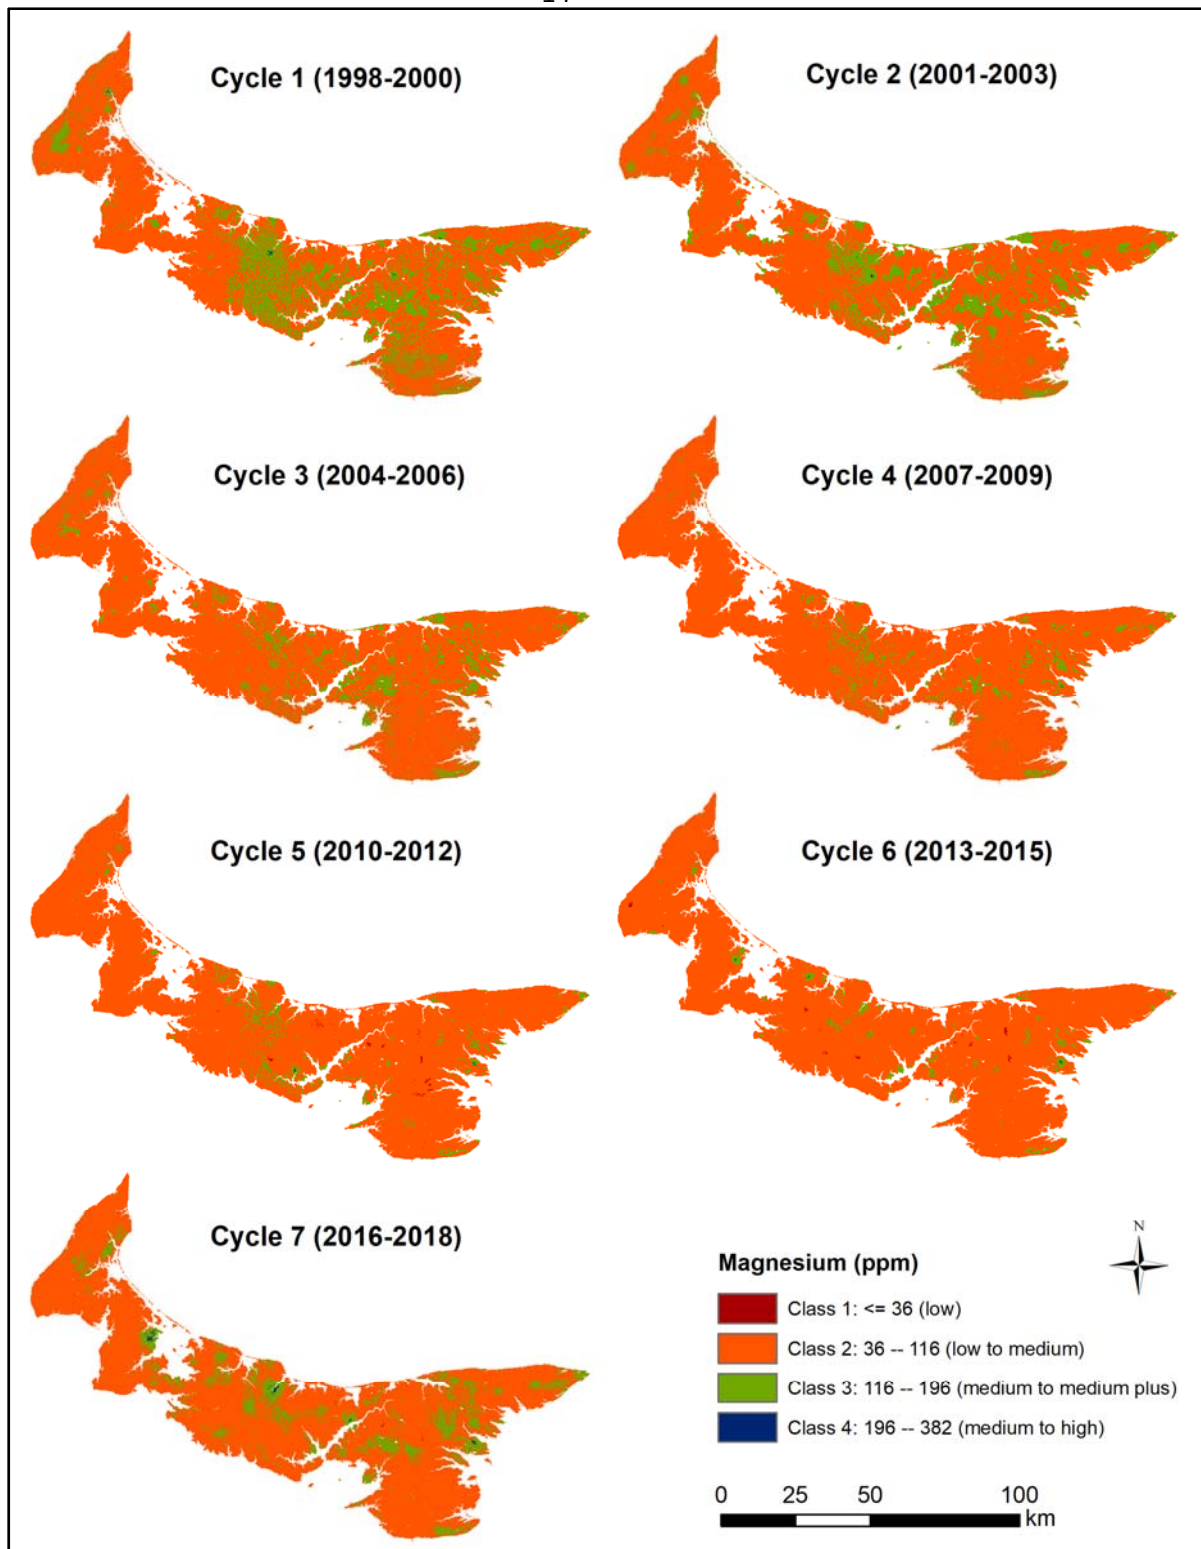 Cycle 1 (1998-2000)
Cycle 2 (2001-2003)
Cycle 3 (2004-2006)
Cycle 4 (2007-2009)
Cycle 5 (2010-2012)
Cycle 6 (2013-2015)
Cycle 7 (2016-2018)
N
Magnesium (ppm)
Class 1: <= 36 (low)
Class 2: 36 -- 116 (low to medium)
Class 3: 116 -- 196 (medium to medium plus)
Class 4: 196 -- 382 (medium to high)
0 25 50 100
km